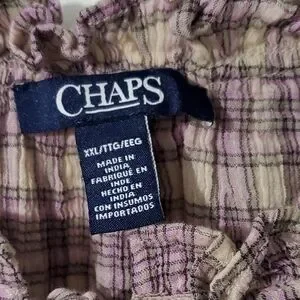 CHAPS
XXL/TTG/EEG
MADE IN
INDIA
FABRIQUÉ EN
INDE
HECHO EN
INDIA
CON INSUMOS
IMPORTADOS